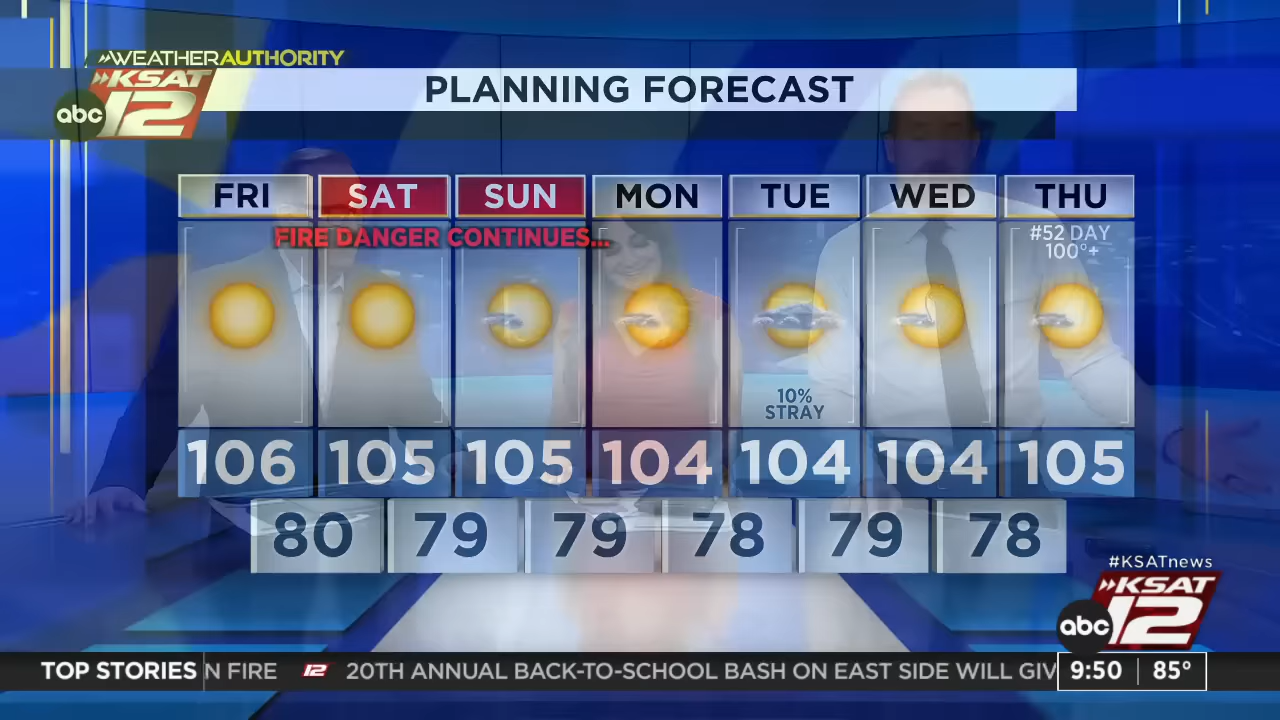 WEATHERAUTHORITY
KSAT
abc 12
PLANNING FORECAST
FRI SAT SUN MON TUE WED THU
FIRE DANGER CONTINUES...
#52 DAY
100°+
10%
STRAY
106 105 105 104 104 104 105
80 79 79 78 79 78
#KSATnews
KSAT
abc 12
TOP STORIES N FIRE 12 20TH ANNUAL BACK-TO-SCHOOL BASH ON EAST SIDE WILL GIV 9:50 85°